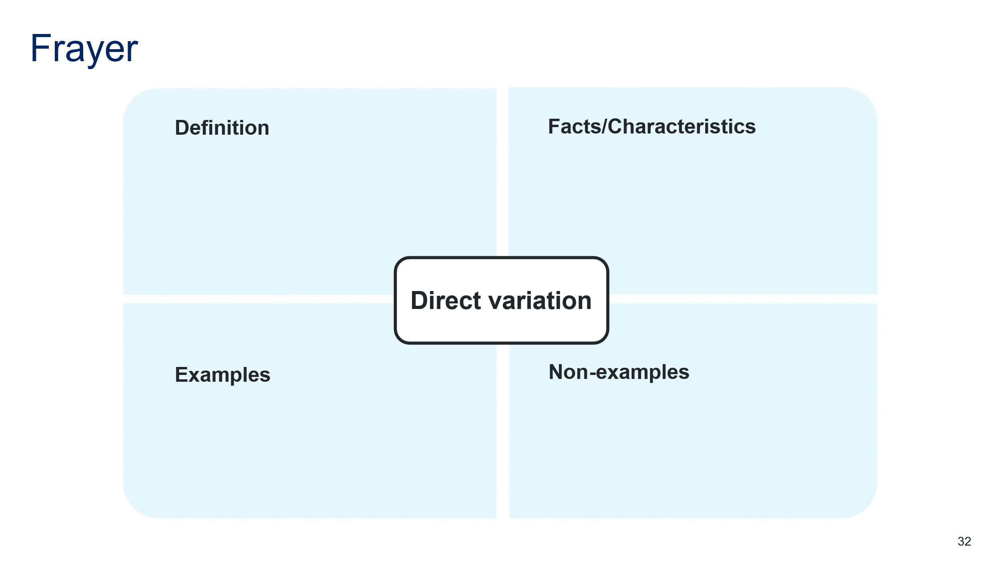 Frayer
Definition
Facts/Characteristics
Direct variation
Examples
Non-examples
32